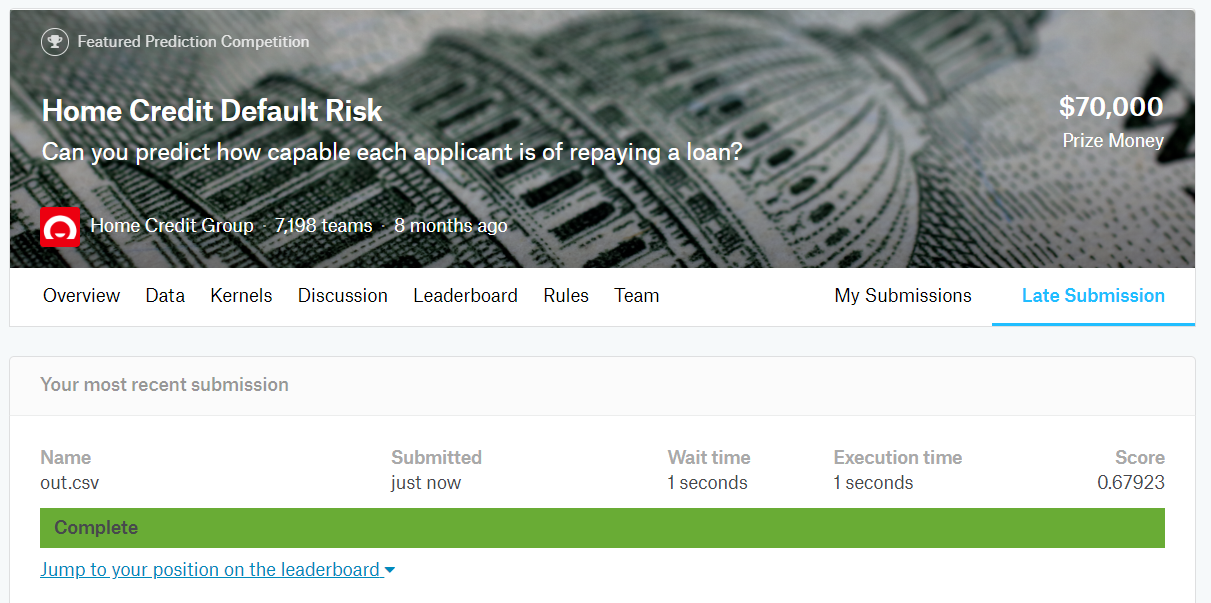 Featured Prediction Competition
Home Credit Default Risk
$70,000
Can you predict how capable each applicant is of repaying a loan?
Prize Money
Home Credit Group · 7,198 teams · 8 months ago
Overview Data Kernels Discussion Leaderboard Rules Team My Submissions Late Submission
Your most recent submission
Name Submitted Wait time Execution time Score
out.csv just now 1 seconds 1 seconds 0.67923
Complete
Jump to your position on the leaderboard